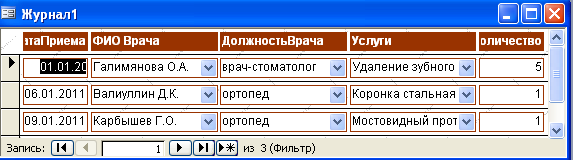 Журнал1
таПриема ФИО Врача ДолжностьВрача Услуги оличество
01.01.20 Галимянова О.А. врач-стоматолог Удаление зубного 5
06.01.2011 Валиуллин Д.К. ортопед Коронка стальная 1
09.01.2011 Карбышев Г.О. ортопед Мостовидный прот 1
Запись: 1 из 3 (Фильтр)